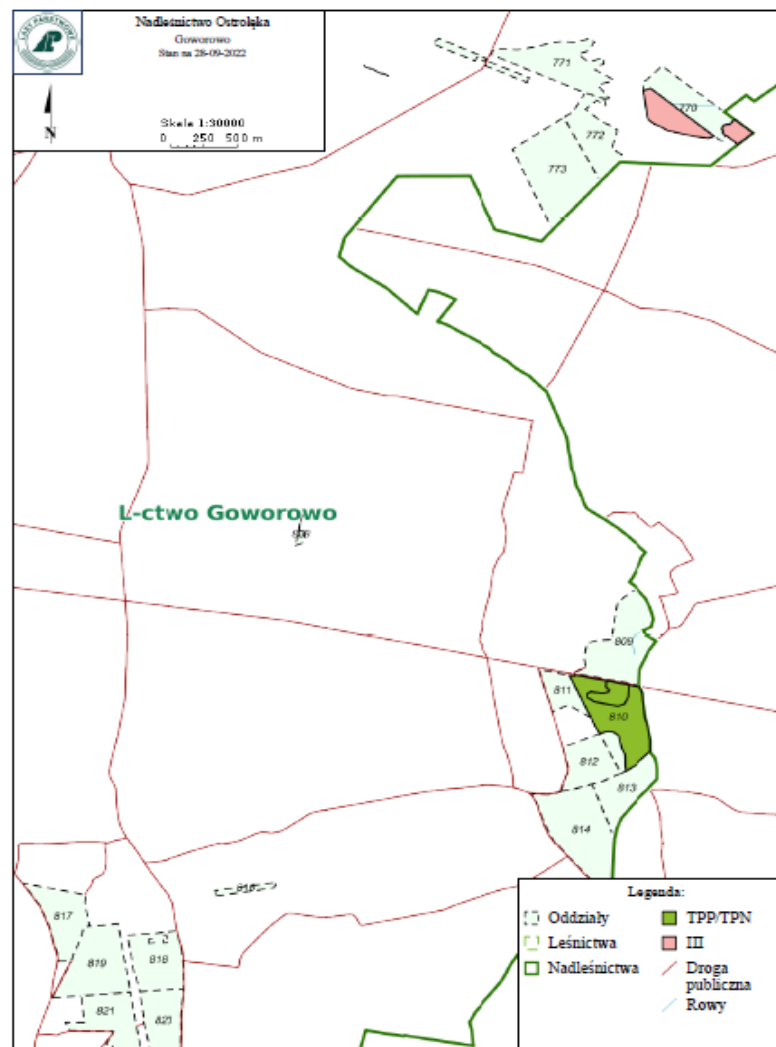 LASY PAŃSTWOWE
Nadleśnictwo Ostrołęka
Goworowo
Stan na 28-09-2022
N
Skala 1:30000
0 250 500 m
771
770
772
773
L-ctwo Goworowo
809
811
810
812
813
814
817
818
819
821
Legenda:
Oddziały
Leśnictwa
Nadleśnictwa
TPP/TPN
III
Droga
publiczna
Rowy